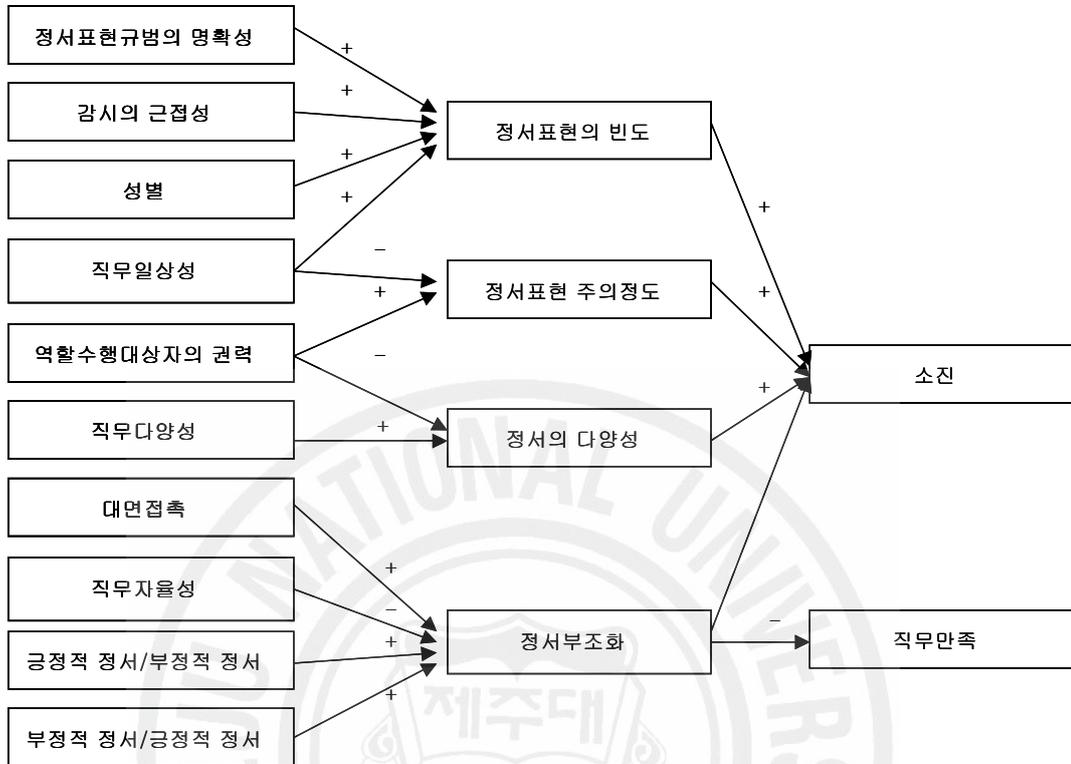 정서표현규범의 명확성
감시의 근접성
성별
직무일상성
역할수행대상자의 권력
직무다양성
대면접촉
직무자율성
긍정적 정서/부정적 정서
부정적 정서/긍정적 정서
+
+
+
+
−
+
−
+
+
−
+
+
정서표현의 빈도
정서표현 주의정도
정서의 다양성
정서부조화
+
+
+
−
소진
직무만족
JEJU NATIONAL UNIVERS
제주대